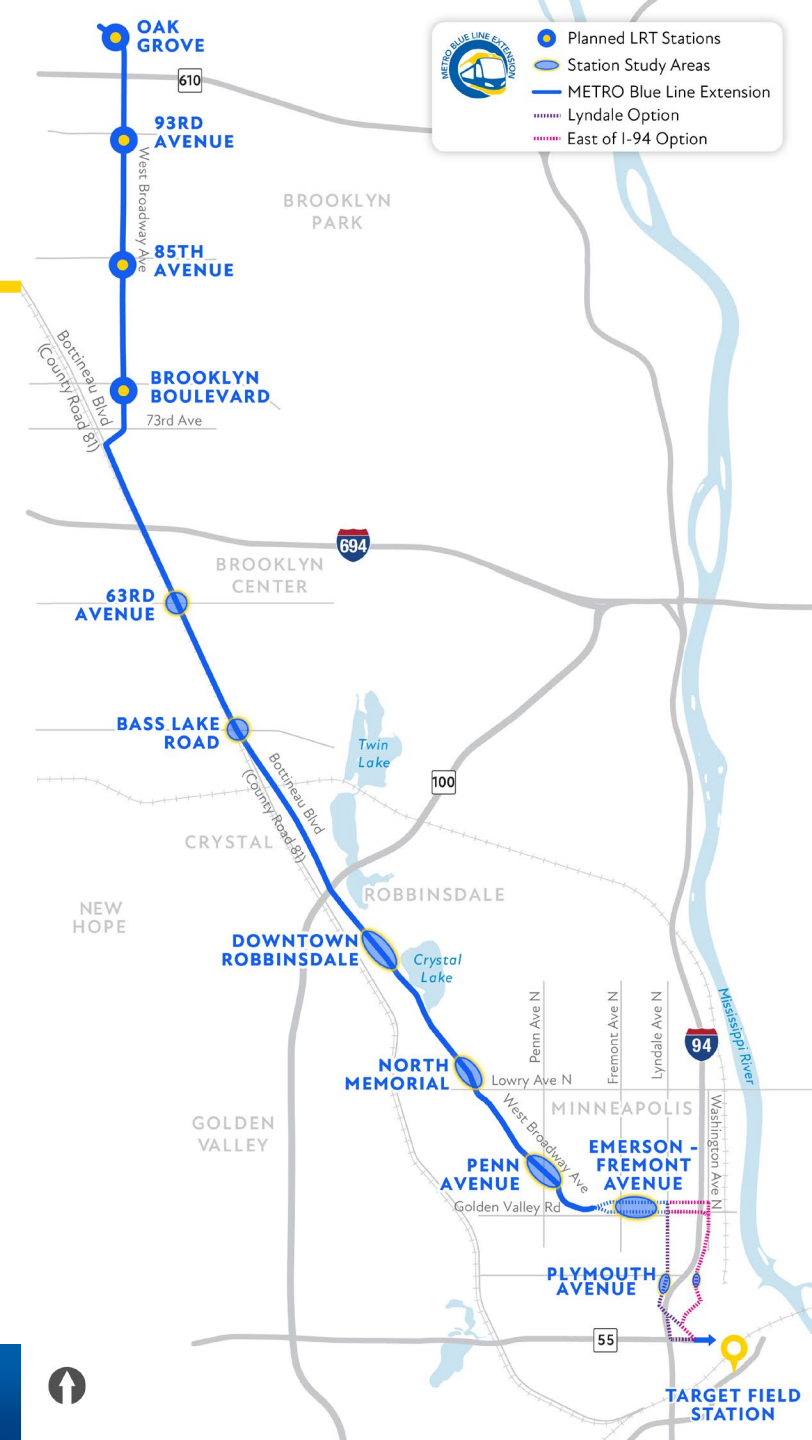 OAK
GROVE
METRO BLUE LINE EXTENSION
Planned LRT Stations
Station Study Areas
METRO Blue Line Extension
Lyndale Option
East of I-94 Option
610
93RD
AVENUE
West Broadway Ave
BROOKLYN
PARK
85TH
AVENUE
Bottineau Blvd
(County Road 81)
BROOKLYN
BOULEVARD
73rd Ave
694
BROOKLYN
CENTER
63RD
AVENUE
BASS LAKE
ROAD
Twin
Lake
Bottineau Blvd
(County Road 81)
100
CRYSTAL
ROBBINSDALE
NEW
HOPE
DOWNTOWN
ROBBINSDALE
Crystal
Lake
Penn Ave N
Fremont Ave N
Lyndale Ave N
94
Mississippi River
NORTH
MEMORIAL
Lowry Ave N
West Broadway Ave
MINNEAPOLIS
Washington Ave N
GOLDEN
VALLEY
PENN
AVENUE
EMERSON -
FREMONT
AVENUE
Golden Valley Rd
PLYMOUTH
AVENUE
55
TARGET FIELD
STATION